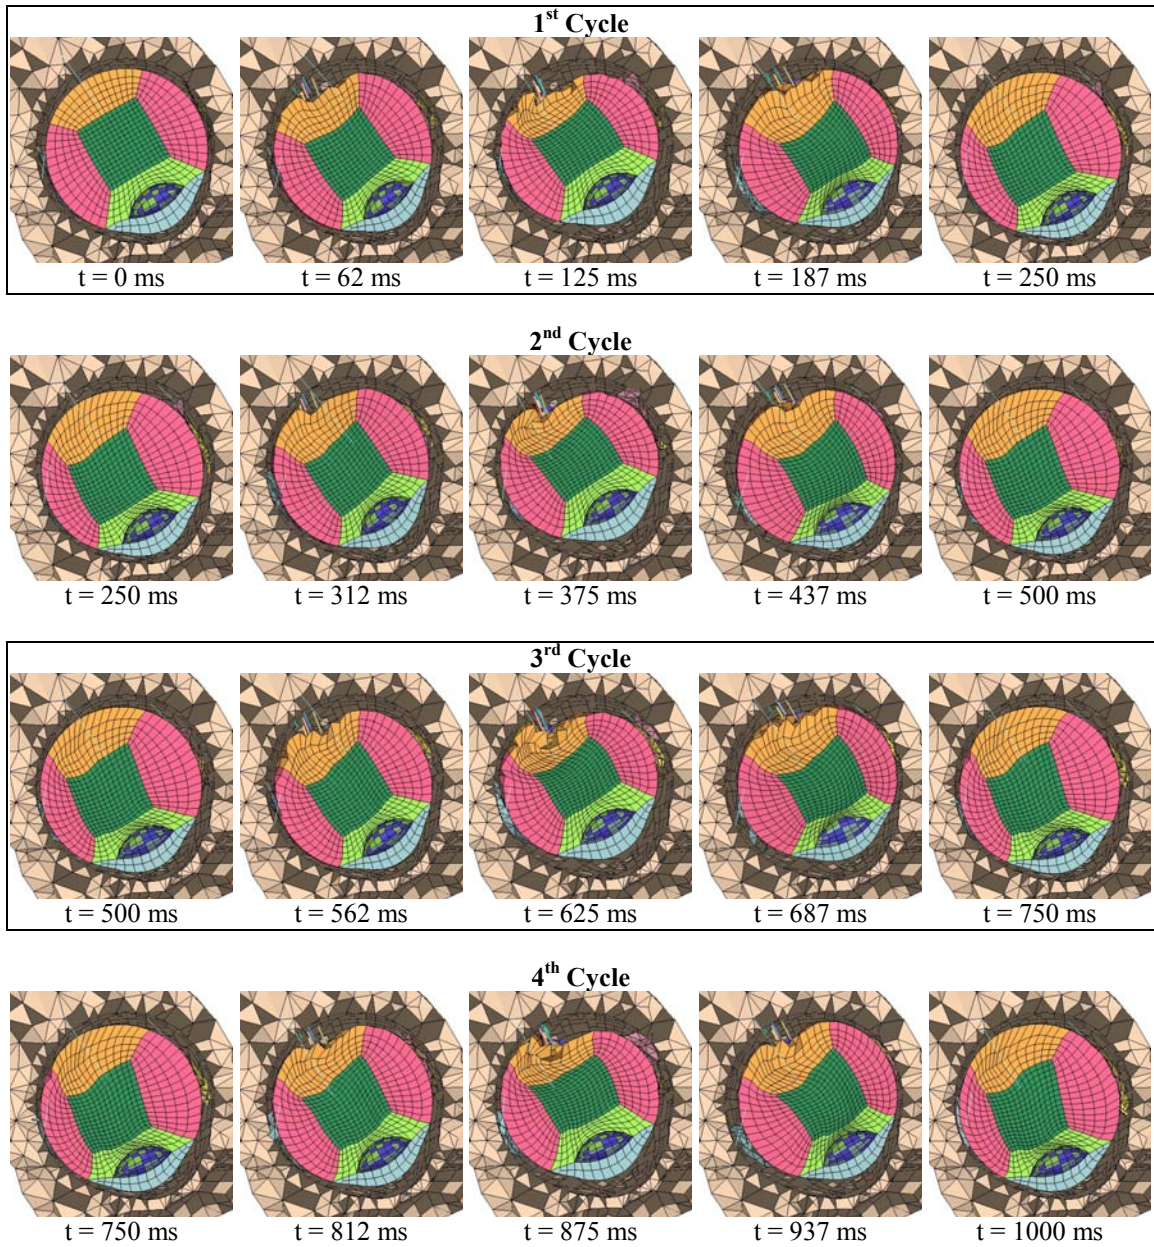 1st Cycle
t = 0 ms t = 62 ms t = 125 ms t = 187 ms t = 250 ms
2nd Cycle
t = 250 ms t = 312 ms t = 375 ms t = 437 ms t = 500 ms
3rd Cycle
t = 500 ms t = 562 ms t = 625 ms t = 687 ms t = 750 ms
4th Cycle
t = 750 ms t = 812 ms t = 875 ms t = 937 ms t = 1000 ms